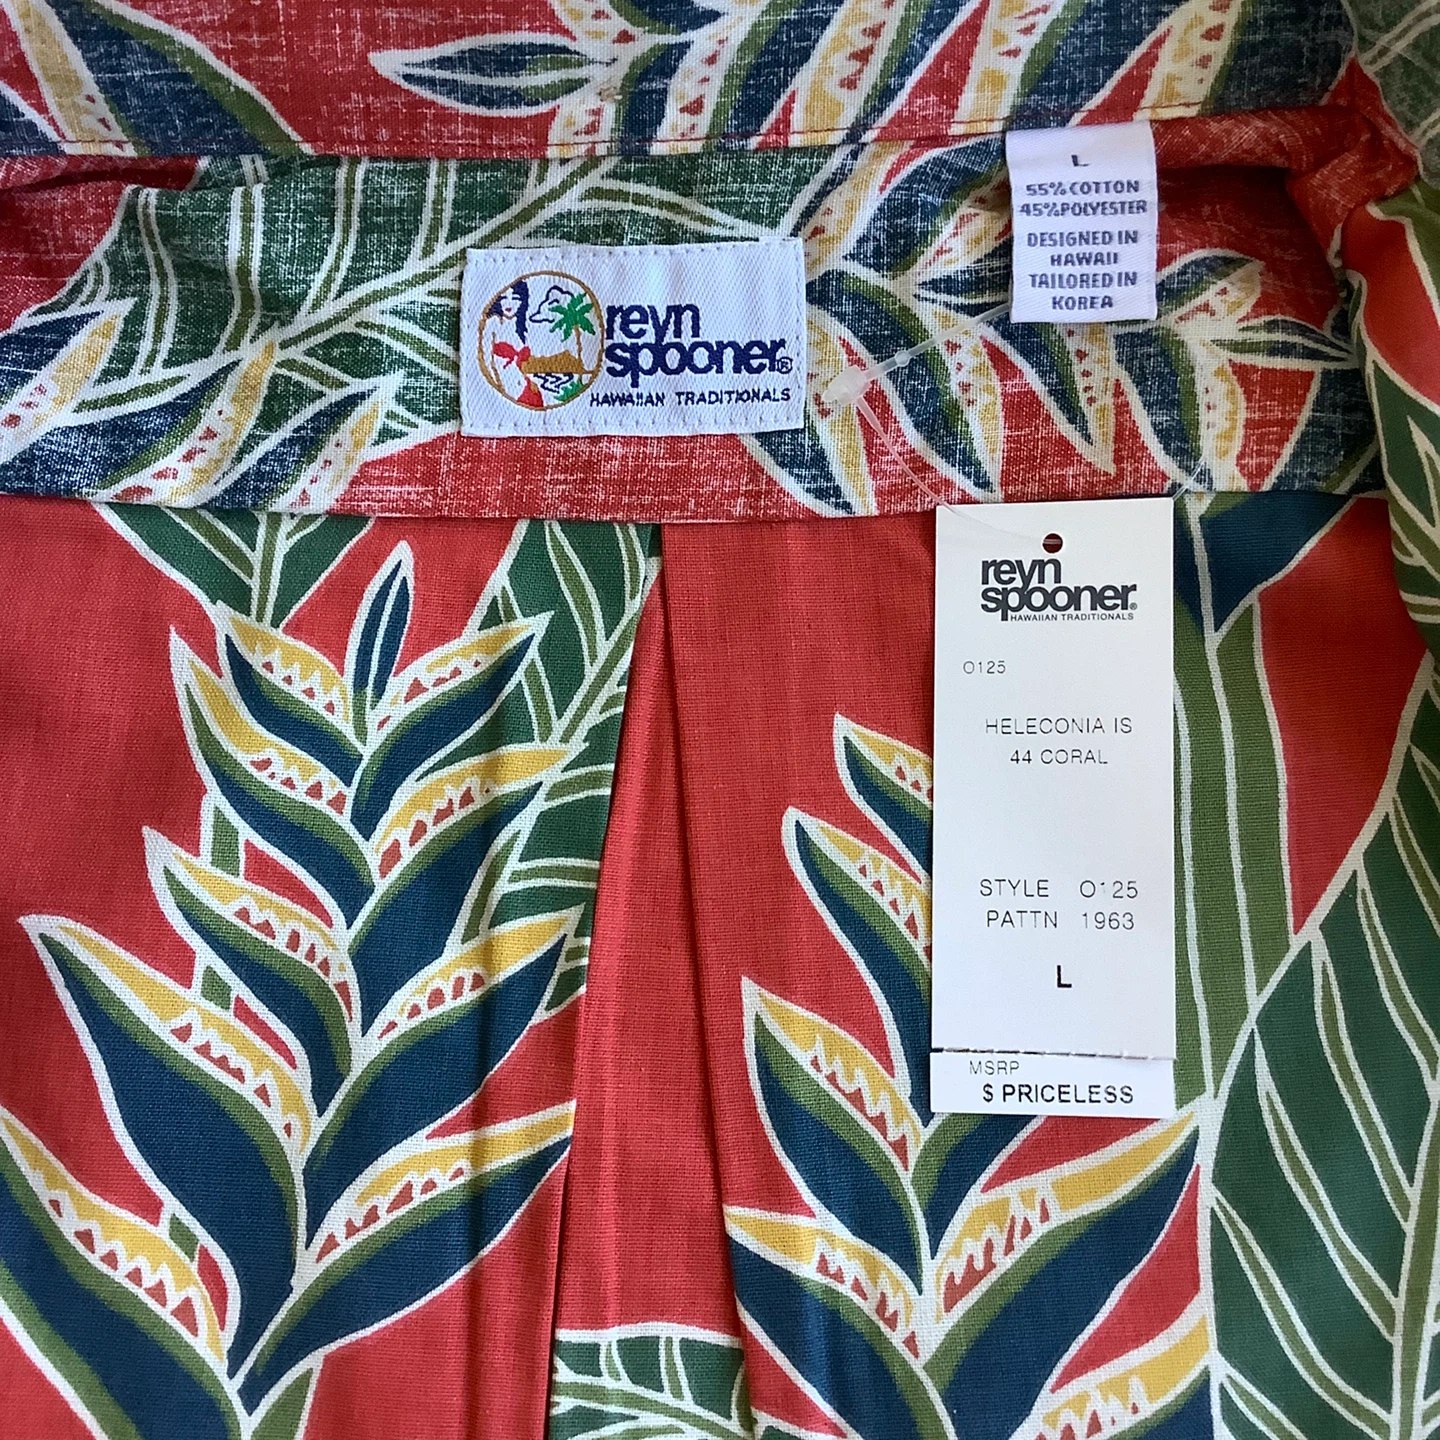 L
55% COTTON
45% POLYESTER
DESIGNED IN
HAWAII
TAILORED IN
KOREA
reyn
spooner®
HAWAIIAN TRADITIONALS
reyn
spooner®
HAWAIIAN TRADITIONALS
O125
HELECONIA IS
44 CORAL
STYLE O125
PATTN 1963
L
MSRP
$ PRICELESS